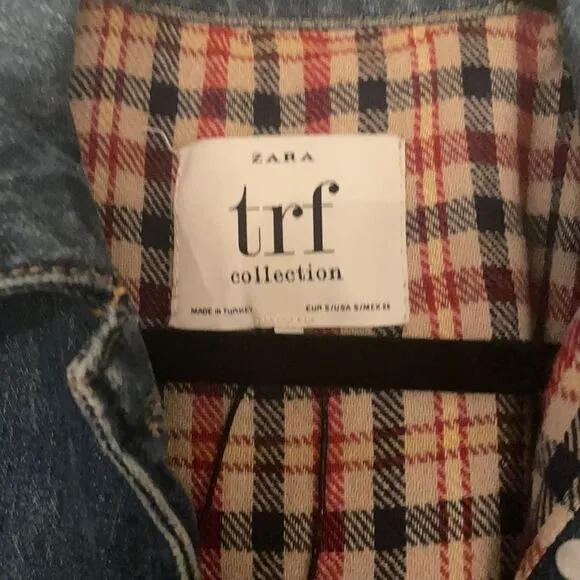 ZARA
trf
collection
MADE IN TURKEY EUR S/USA S/MEX 26